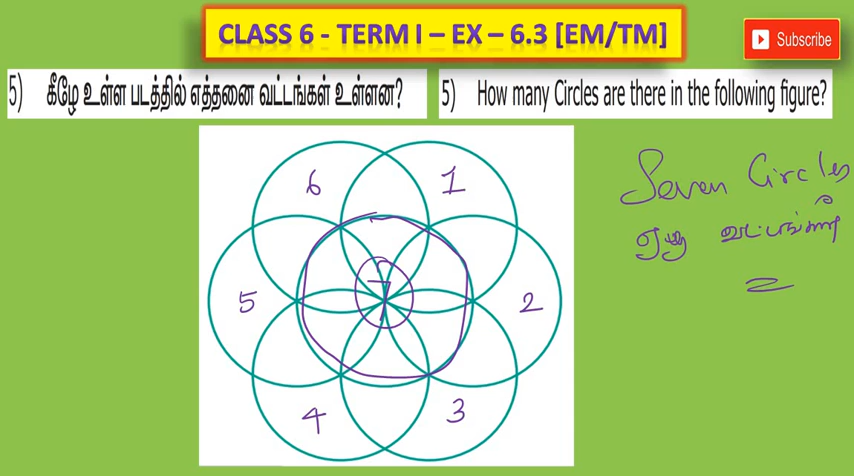 CLASS 6 - TERM I – EX – 6.3 [EM/TM]
Subscribe
5) கீழே உள்ள படத்தில் எத்தனை வட்டங்கள் உள்ளன?
5) How many Circles are there in the following figure?
6 1
5 7 2
4 3
Seven Circles
ஏழு வட்டங்கள்